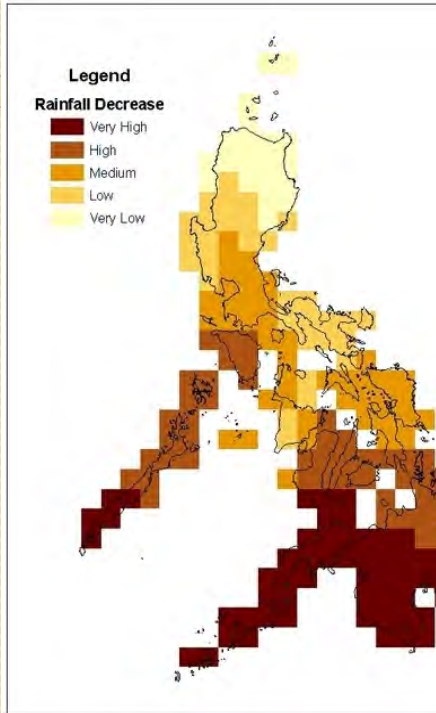 Legend
Rainfall Decrease
Very High
High
Medium
Low
Very Low